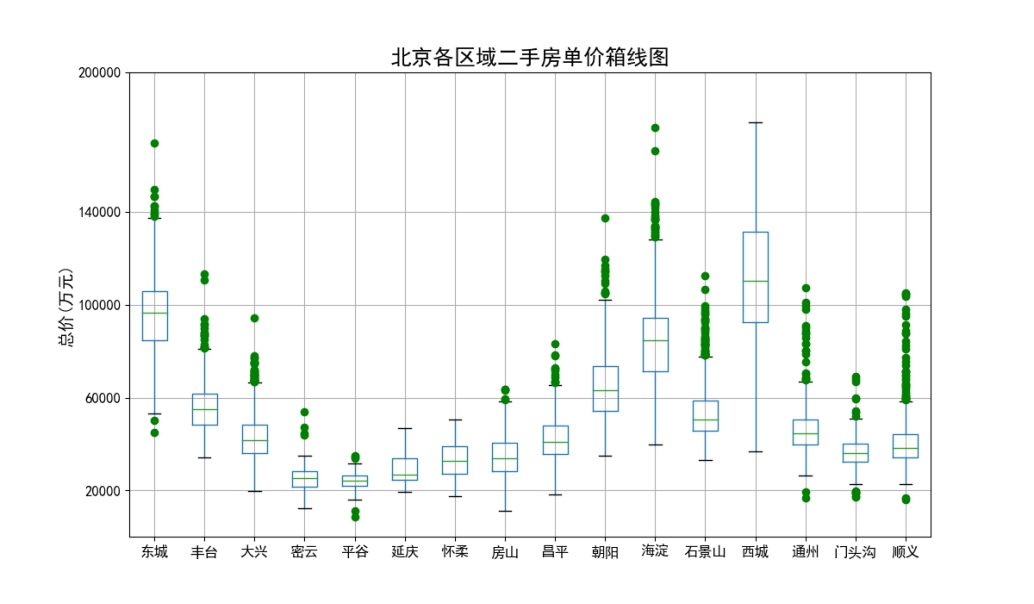 北京各区域二手房单价箱线图
200000
140000
100000
60000
20000
总价(万元)
东城 丰台 大兴 密云 平谷 延庆 怀柔 房山 昌平 朝阳 海淀 石景山 西城 通州 门头沟 顺义